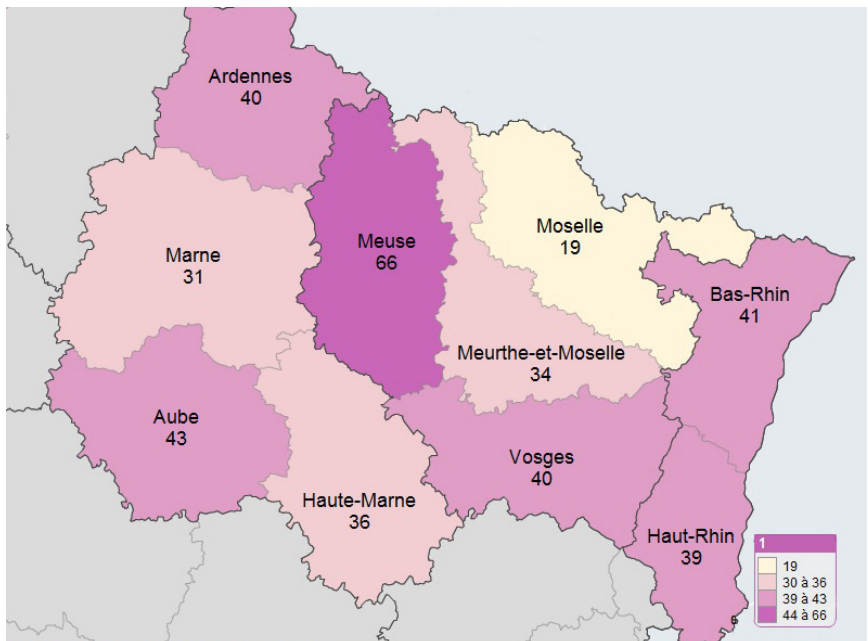 Ardennes
40
Meuse
66
Moselle
19
Marne
31
Bas-Rhin
41
Meurthe-et-Moselle
34
Aube
43
Vosges
40
Haute-Marne
36
Haut-Rhin
39
1
19
30 à 36
39 à 43
44 à 66